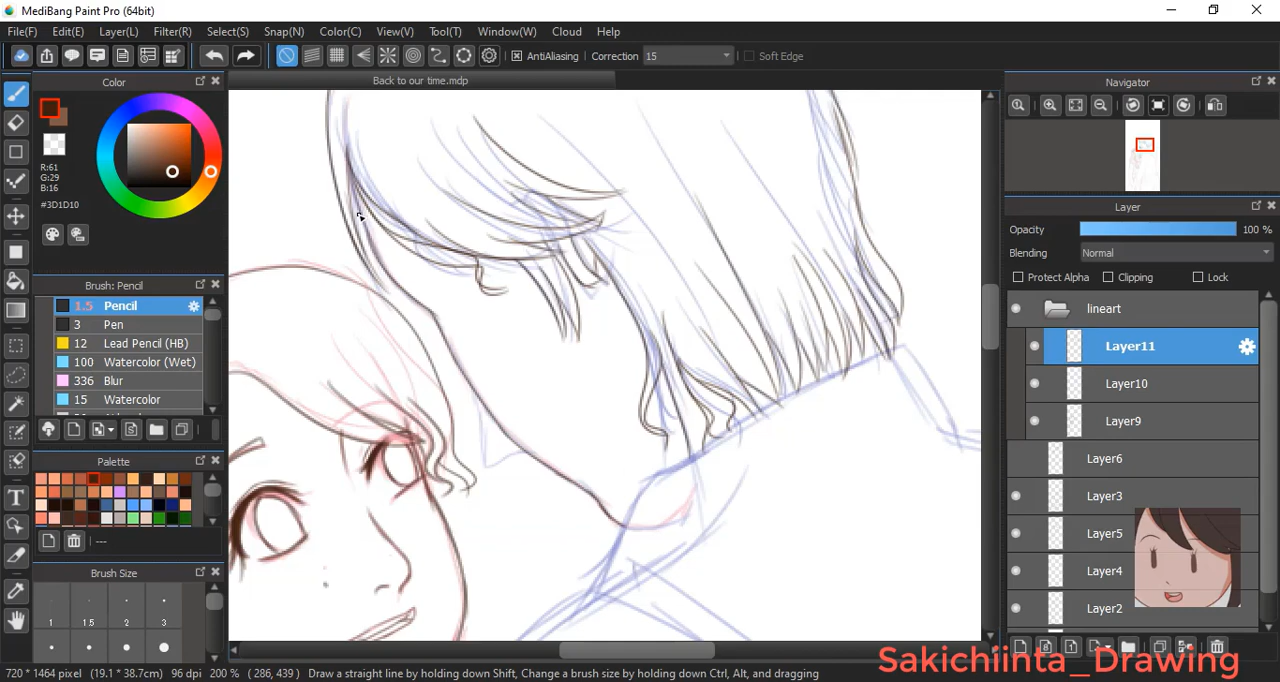 MediBang Paint Pro (64bit)
File(F) Edit(E) Layer(L) Filter(R) Select(S) Snap(N) Color(C) View(V) Tool(T) Window(W) Cloud Help
AntiAliasing Correction 15 Soft Edge
Color
Back to our time.mdp
Navigator
R:61
G:29
B:16
#3D1D10
Layer
Opacity 100 %
Blending Normal
Protect Alpha Clipping Lock
Brush: Pencil
1.5 Pencil
3 Pen
12 Lead Pencil (HB)
100 Watercolor (Wet)
336 Blur
15 Watercolor
lineart
Layer11
Layer10
Layer9
Layer6
Layer3
Layer5
Layer4
Layer2
Palette
---
Brush Size
1 1.5 2 3
720 * 1464 pixel (19.1 * 38.7cm) 96 dpi 200 % ( 286, 439 ) Draw a straight line by holding down Shift, Change a brush size by holding down Ctrl, Alt, and dragging
Sakichiinta_Drawing